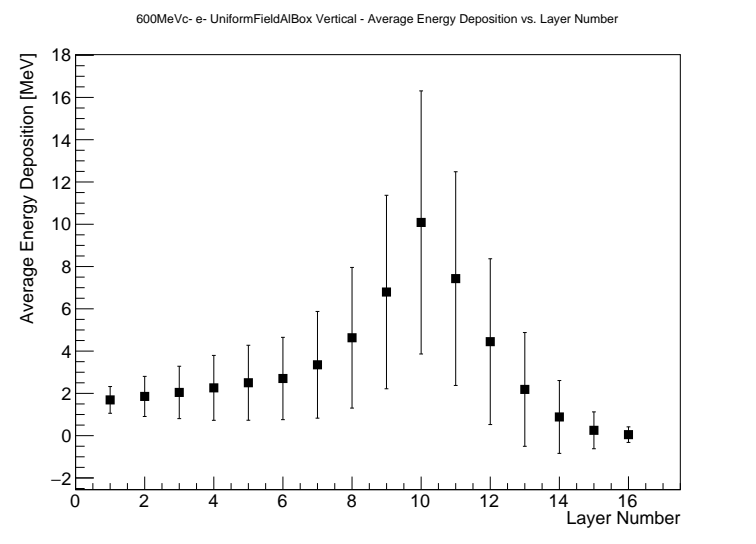 600MeVc- e- UniformFieldAlBox Vertical - Average Energy Deposition vs. Layer Number
Average Energy Deposition [MeV]
18
16
14
12
10
8
6
4
2
0
−2
0 2 4 6 8 10 12 14 16
Layer Number